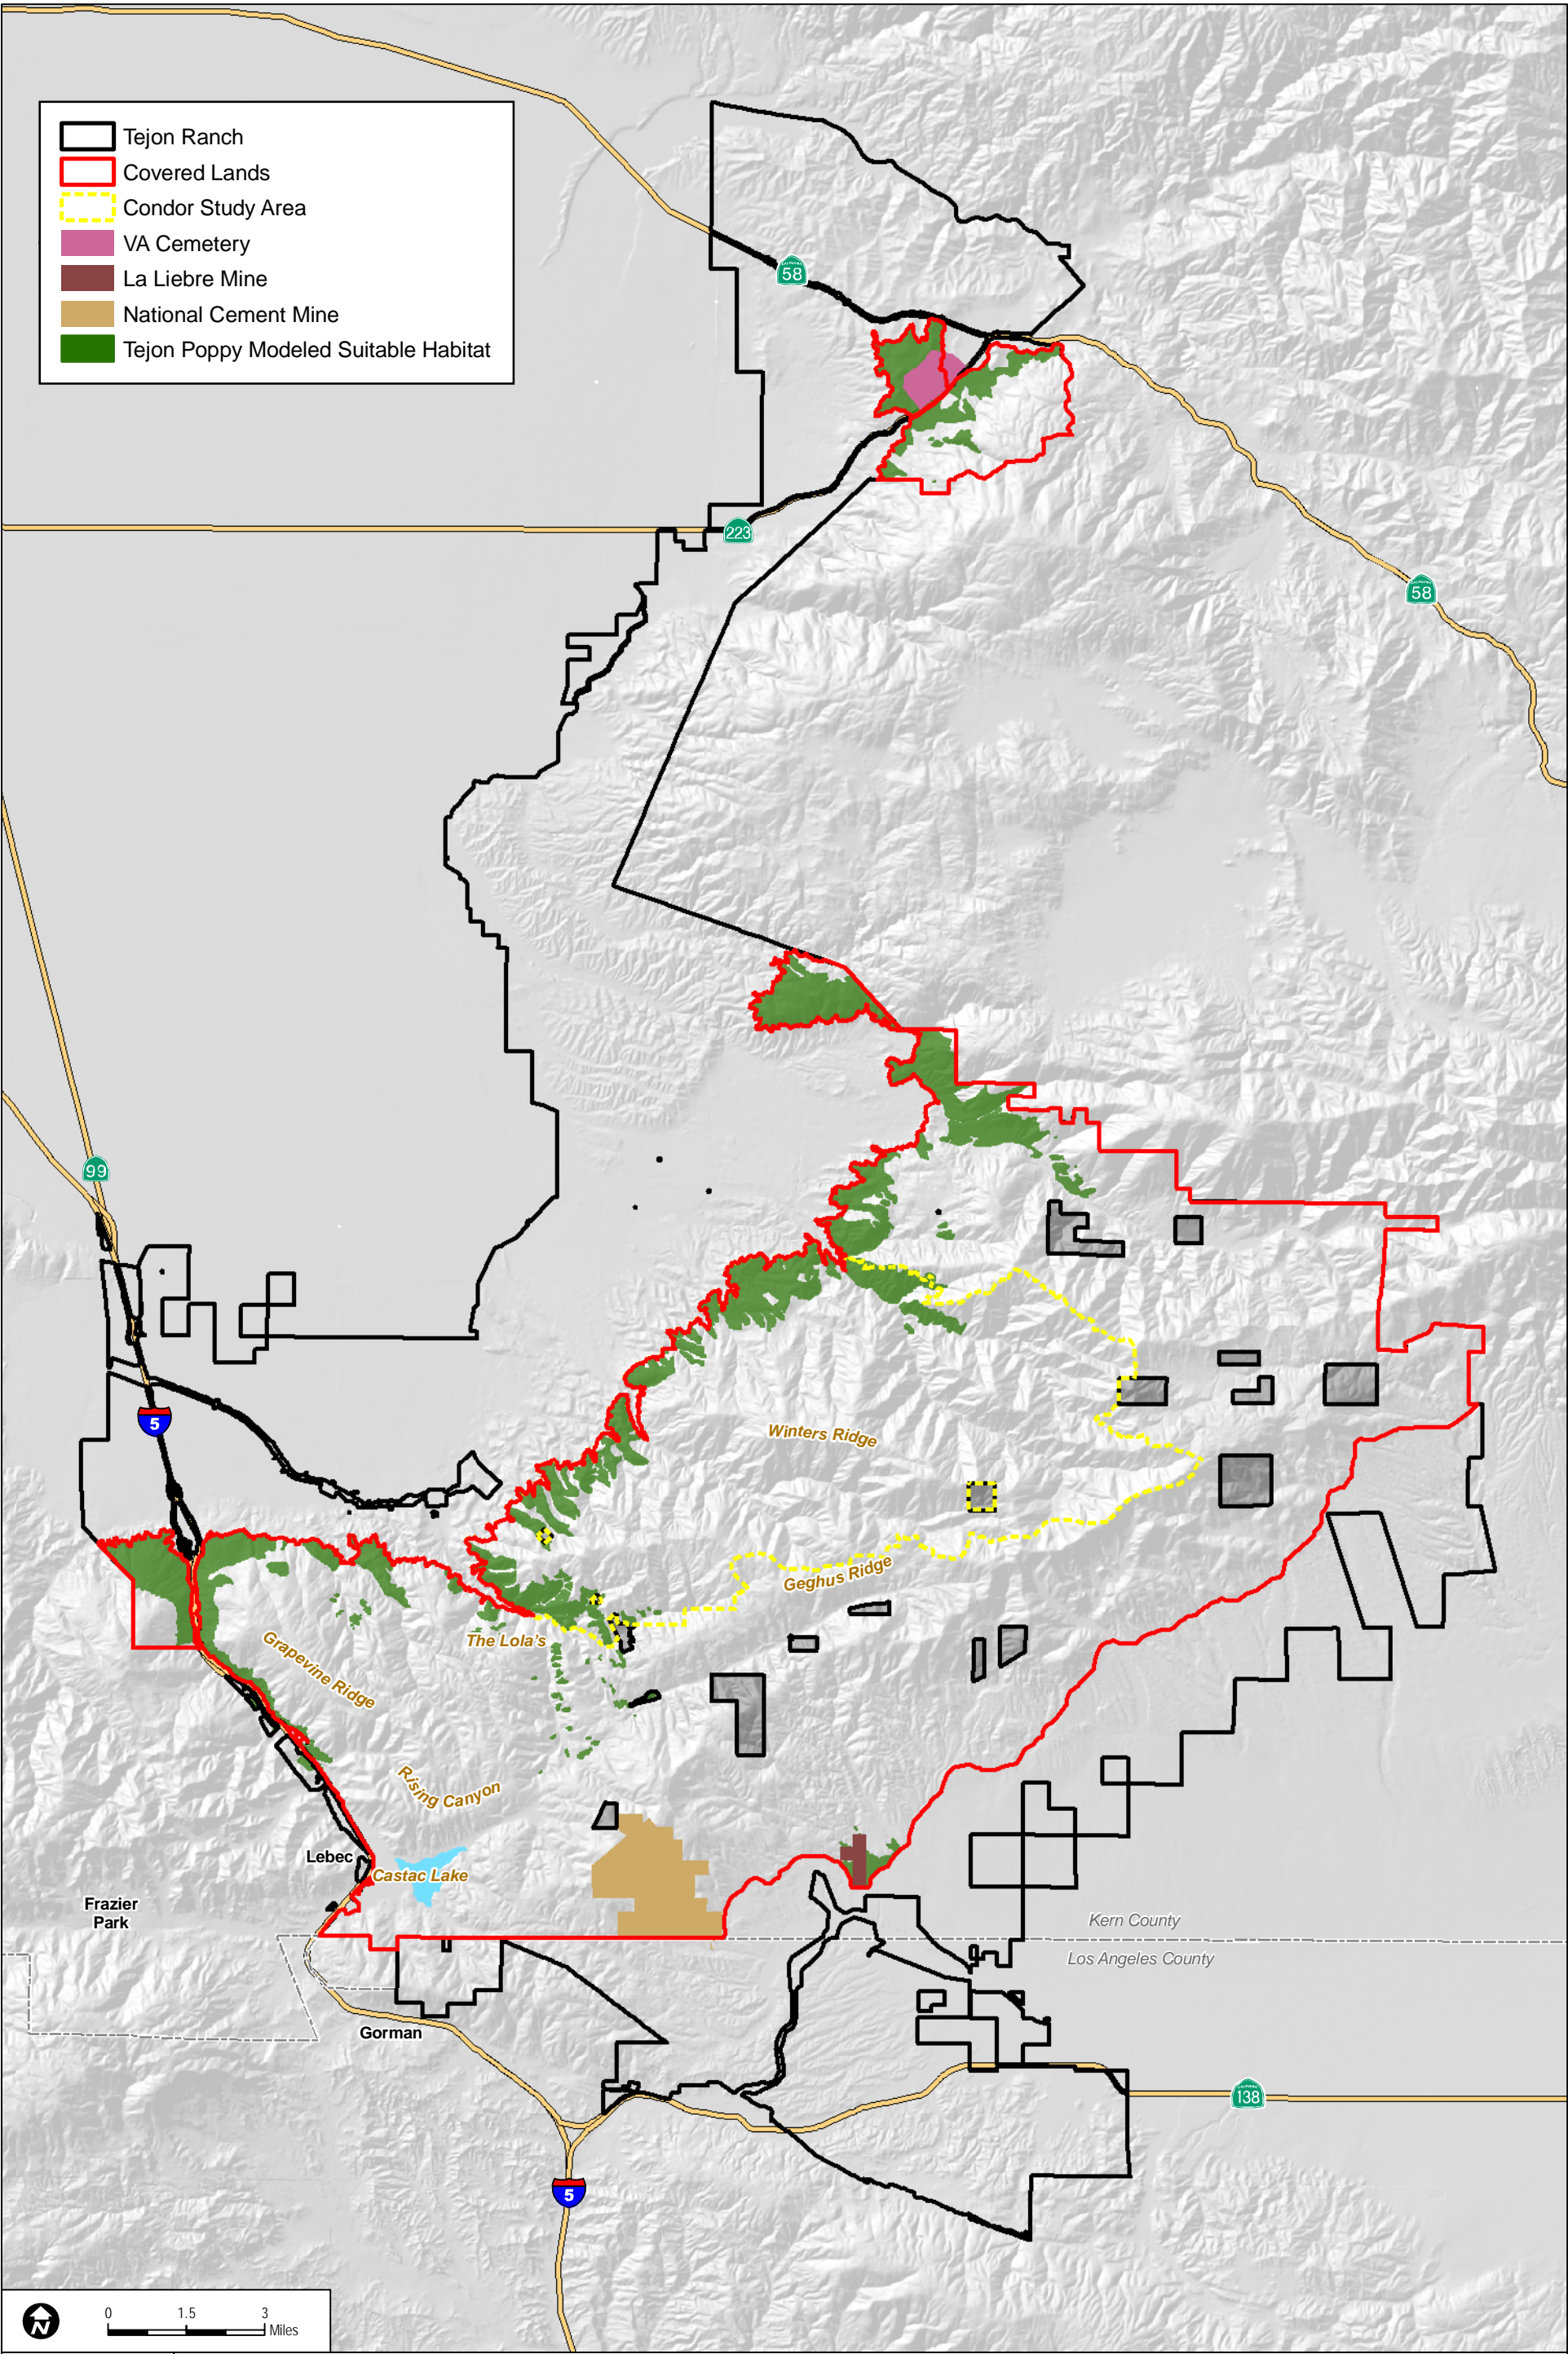 Tejon Ranch
Covered Lands
Condor Study Area
VA Cemetery
La Liebre Mine
National Cement Mine
Tejon Poppy Modeled Suitable Habitat
58
223
58
99
5
Winters Ridge
Geghus Ridge
The Lola's
Grapevine Ridge
Rising Canyon
Lebec
Castac Lake
Frazier
Park
Kern County
Los Angeles County
Gorman
138
5
N
0 1.5 3
Miles